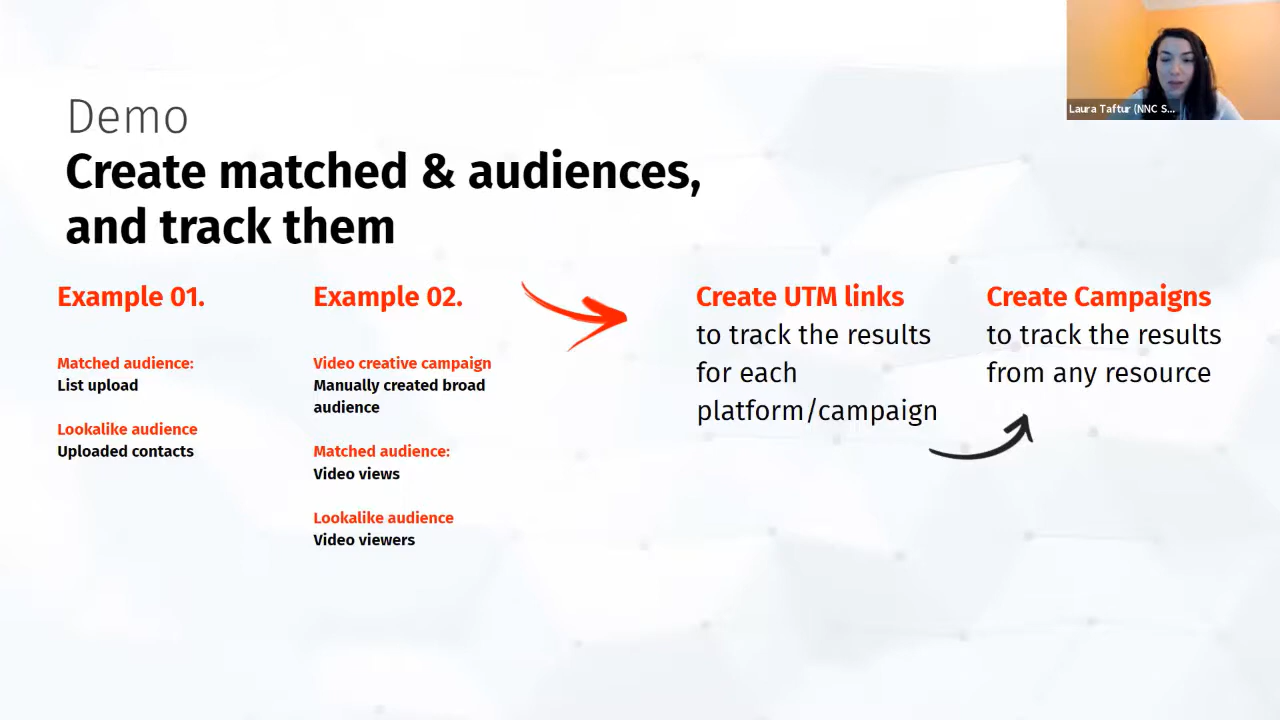 Demo
Create matched & audiences,
and track them
Example 01.
Matched audience:
List upload
Lookalike audience
Uploaded contacts
Example 02.
Video creative campaign
Manually created broad
audience
Matched audience:
Video views
Lookalike audience
Video viewers
Create UTM links
to track the results
for each
platform/campaign
Create Campaigns
to track the results
from any resource
Laura Taftur (NNC S...